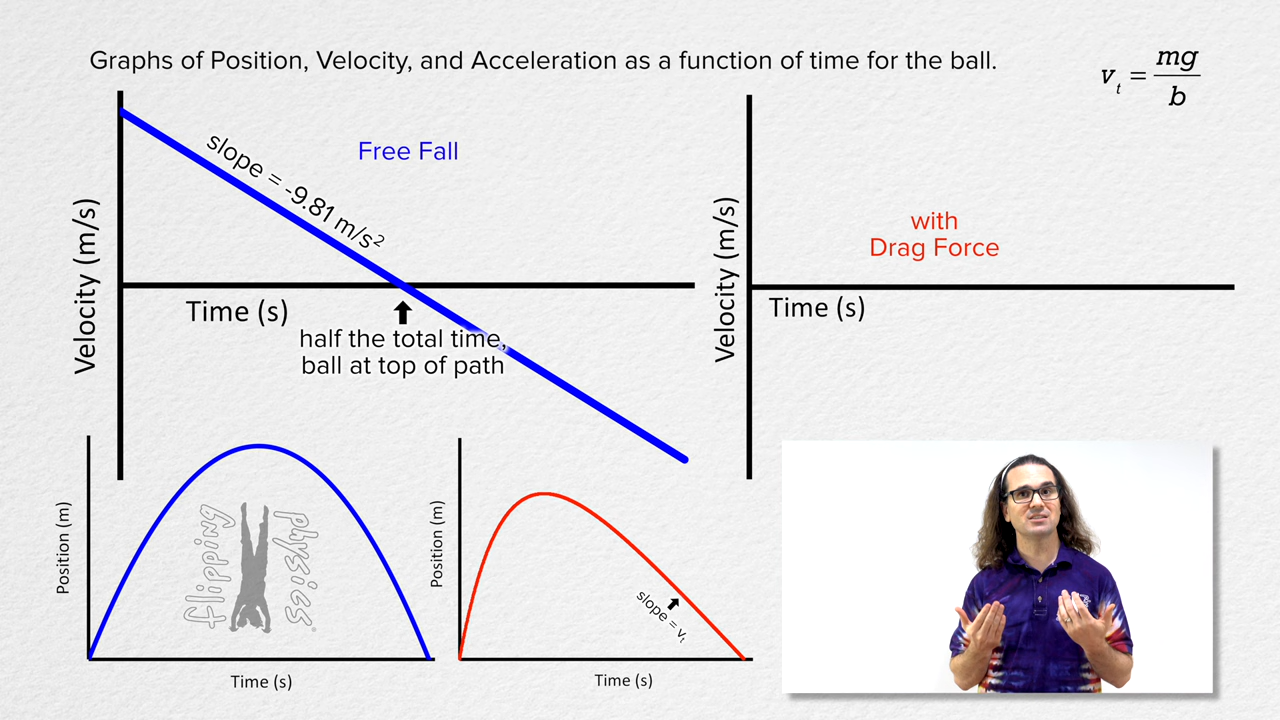 Graphs of Position, Velocity, and Acceleration as a function of time for the ball.
v_t = mg/b
Velocity (m/s)
slope = -9.81 m/s²
Free Fall
Time (s)
half the total time,
ball at top of path
Velocity (m/s)
with
Drag Force
Time (s)
Position (m)
flipping
physics
Time (s)
Position (m)
slope = v_t
Time (s)